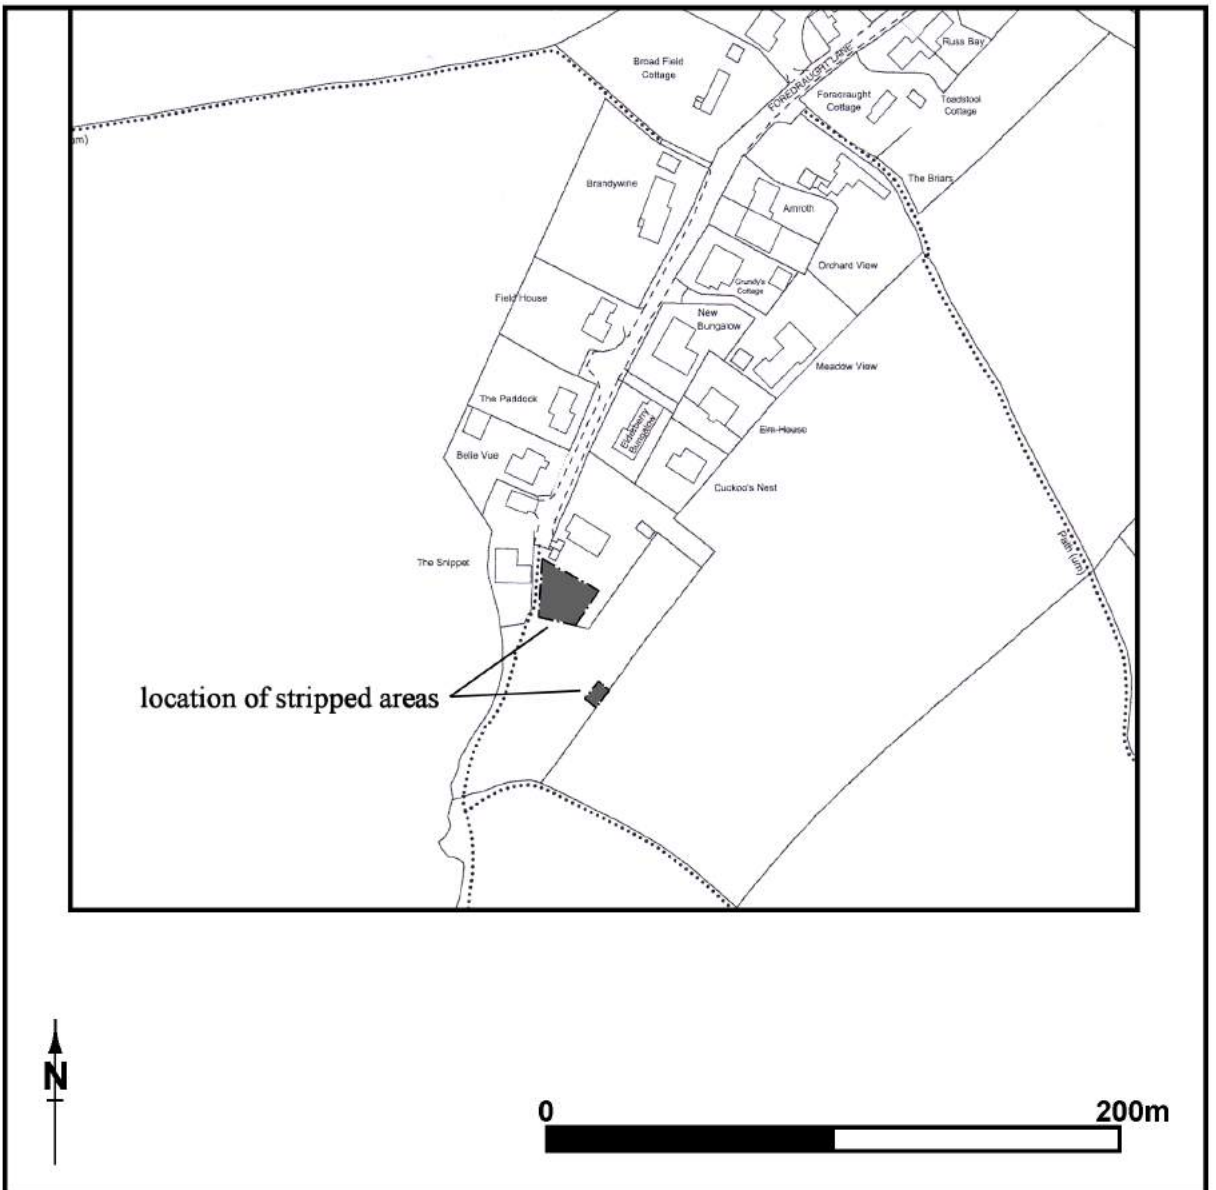 Russ Bay
Broad Field
Cottage
FOREDRAUGHT LANE
Foredraught
Cottage
Toadstool
Cottage
Brandywine
The Briars
Amroth
Orchard View
Grundy's
Cottage
Field House
New
Bungalow
Meadow View
The Paddock
Elderberry
Bungalow
Elm House
Belle Vue
Cuckoo's Nest
The Snippet
Path (um)
location of stripped areas
N
0 200m